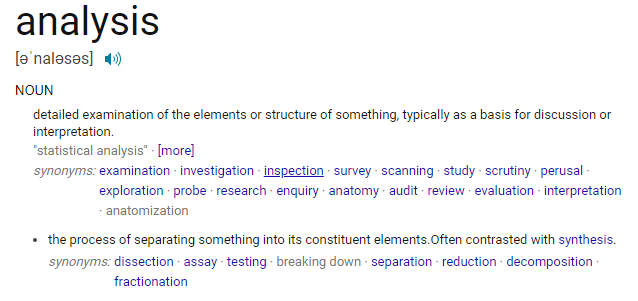 analysis
[əˈnaləsəs]
NOUN
detailed examination of the elements or structure of something, typically as a basis for discussion or
interpretation.
"statistical analysis" · [more]
synonyms: examination · investigation · inspection · survey · scanning · study · scrutiny · perusal ·
exploration · probe · research · enquiry · anatomy · audit · review · evaluation · interpretation
· anatomization
• the process of separating something into its constituent elements.Often contrasted with synthesis.
synonyms: dissection · assay · testing · breaking down · separation · reduction · decomposition ·
fractionation